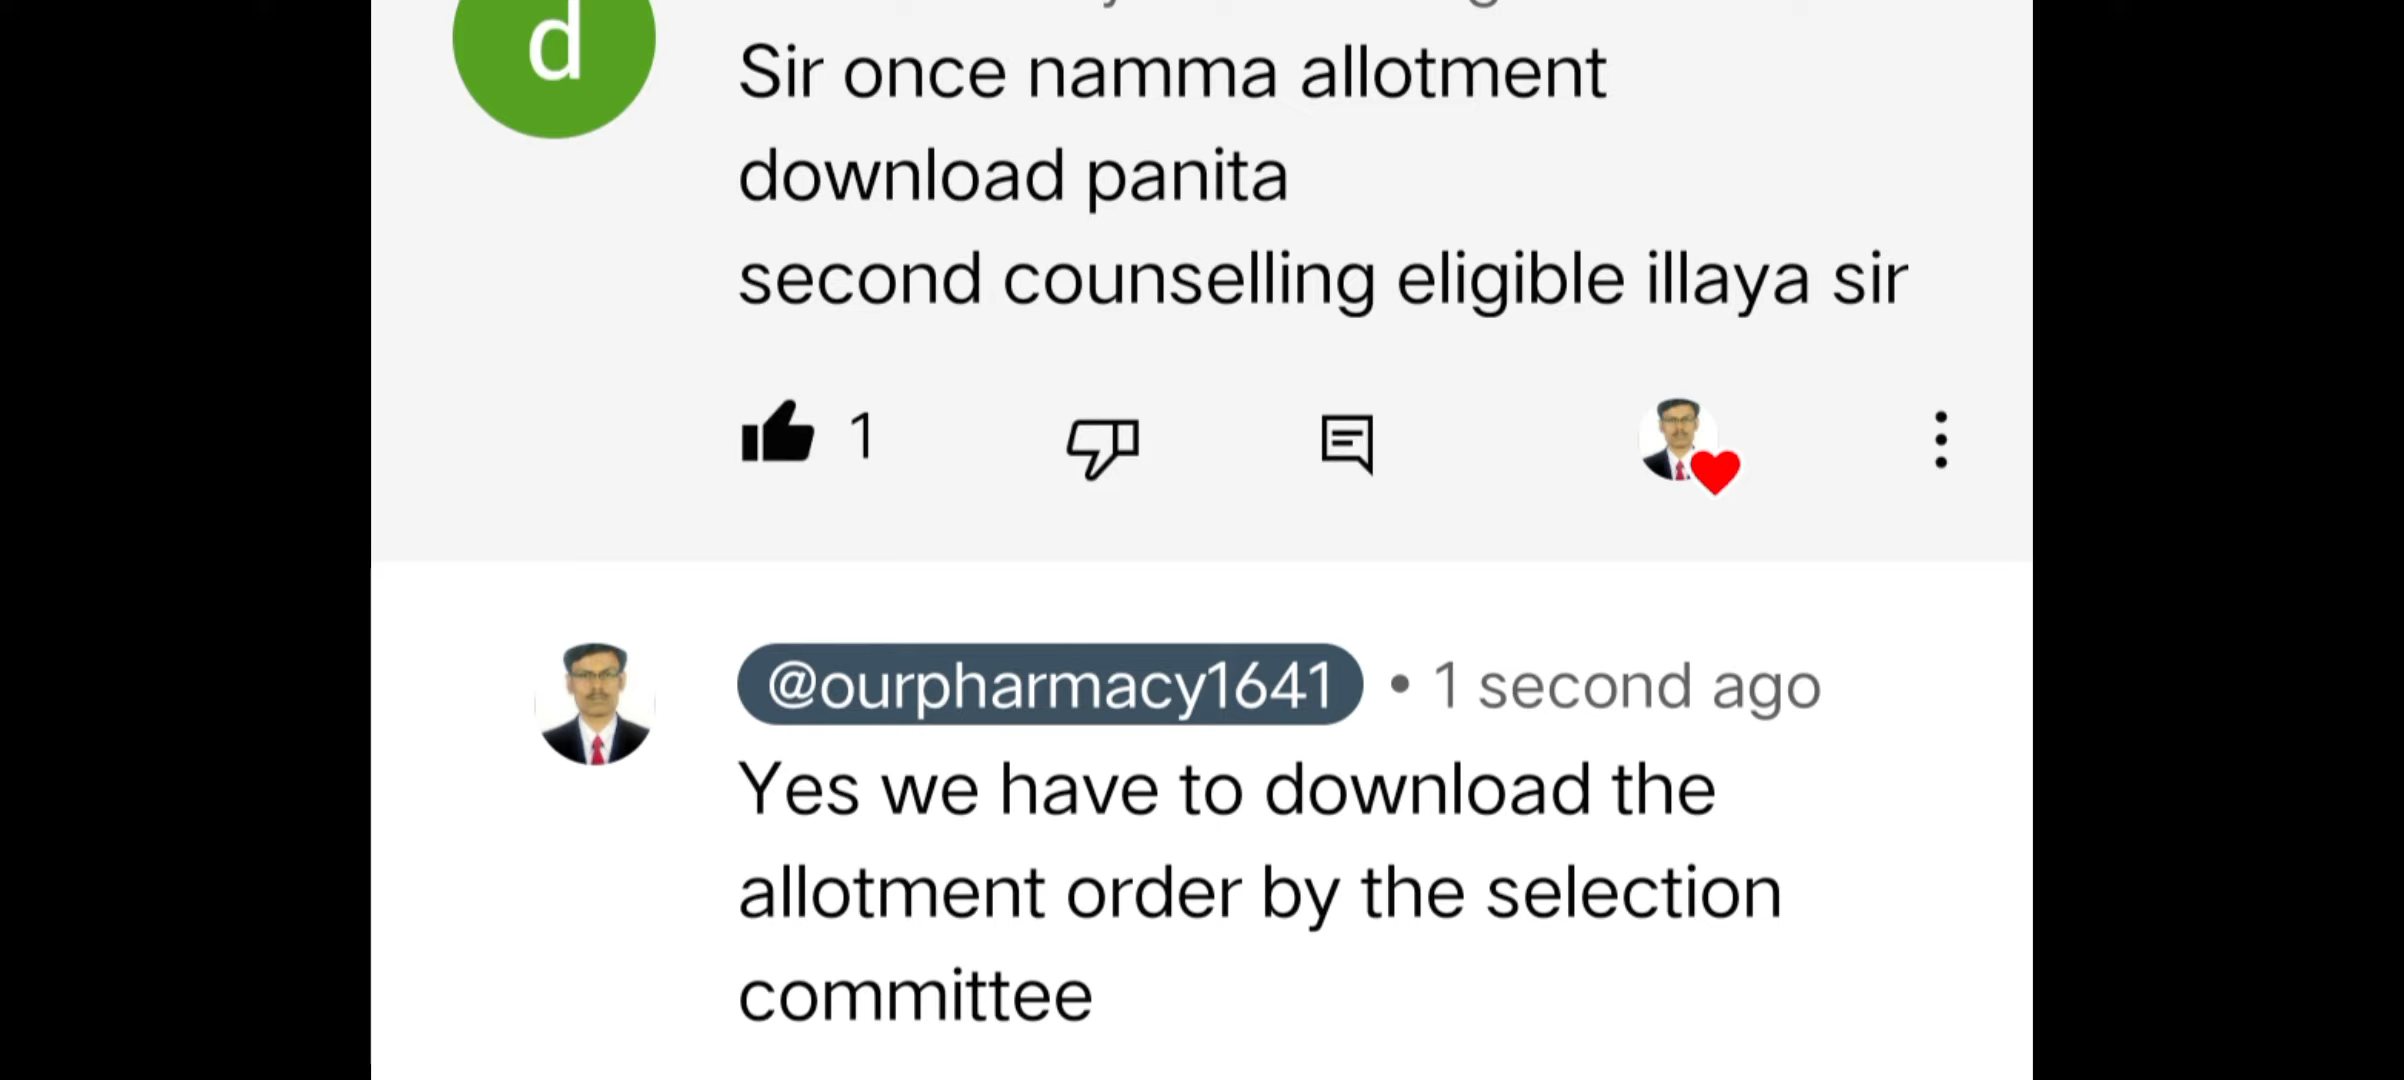 d
Sir once namma allotment
download panita
second counselling eligible illaya sir
1
@ourpharmacy1641 • 1 second ago
Yes we have to download the
allotment order by the selection
committee